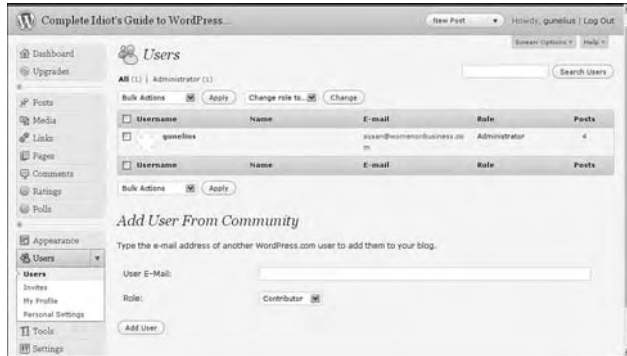 Complete Idiot's Guide to WordPress...
New Post
Howdy, gunelius | Log Out
Screen Options
Help
Dashboard
Upgrades
Posts
Media
Links
Pages
Comments
Ratings
Polls
Appearance
Users
Users
Invites
My Profile
Personal Settings
Tools
Settings
Users
All (1) | Administrator (1)
Search Users
Bulk Actions Apply Change role to... Change
Username Name E-mail Role Posts
gunelius susan@womenonbusiness.co Administrator 4
m
Username Name E-mail Role Posts
Bulk Actions Apply
Add User From Community
Type the e-mail address of another WordPress.com user to add them to your blog.
User E-Mail:
Role: Contributor
Add User